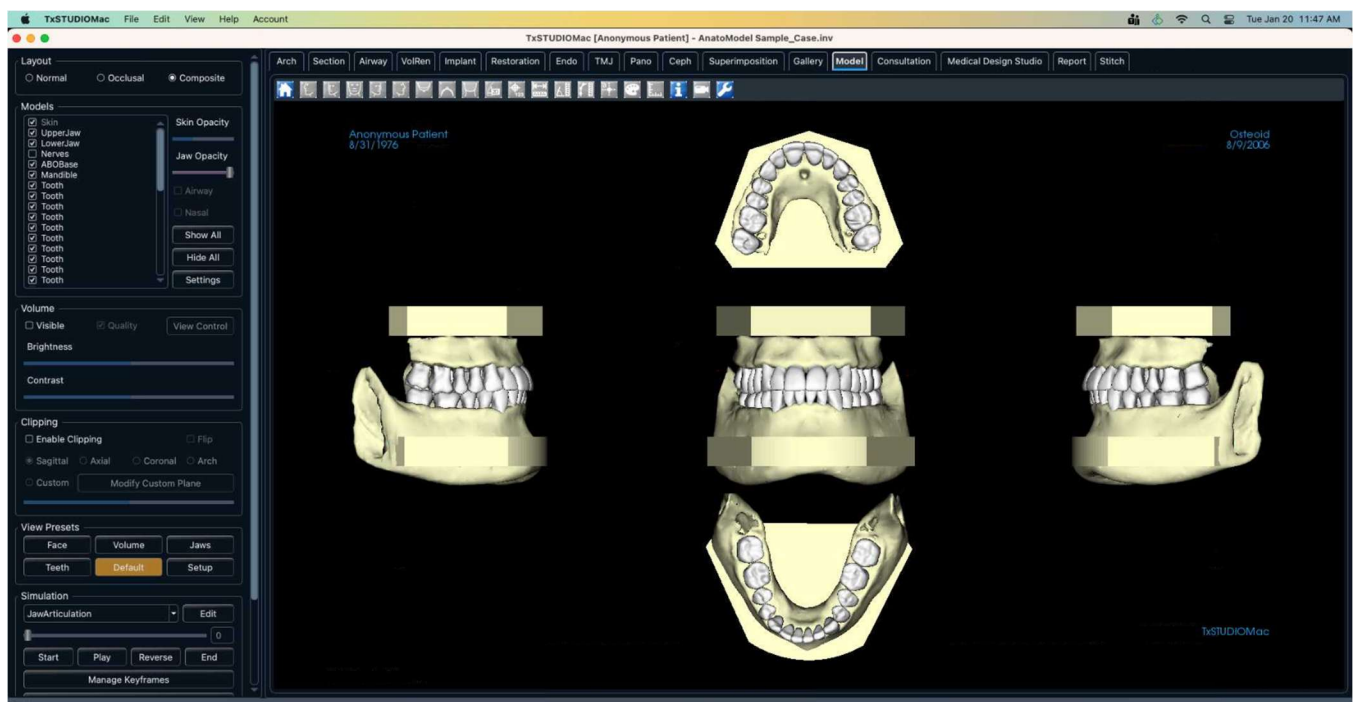 TxSTUDIOMac File Edit View Help Account
Tue Jan 20 11:47 AM
TxSTUDIOMac [Anonymous Patient] - AnatoModel Sample_Case.inv
Layout
Normal Occlusal Composite
Arch Section Airway VolRen Implant Restoration Endo TMJ Pano Ceph Superimposition Gallery Model Consultation Medical Design Studio Report Stitch
Models
Skin
UpperJaw
LowerJaw
Nerves
ABOBase
Mandible
Tooth
Tooth
Tooth
Tooth
Tooth
Tooth
Tooth
Tooth
Tooth
Tooth
Skin Opacity
Jaw Opacity
Airway
Nasal
Show All
Hide All
Settings
Anonymous Patient
8/31/1976
Osteoid
8/9/2006
Volume
Visible Quality View Control
Brightness
Contrast
Clipping
Enable Clipping Flip
Sagittal Axial Coronal Arch
Custom Modify Custom Plane
View Presets
Face Volume Jaws
Teeth Default Setup
Simulation
JawArticulation Edit
0
Start Play Reverse End
Manage Keyframes
TxSTUDIOMac